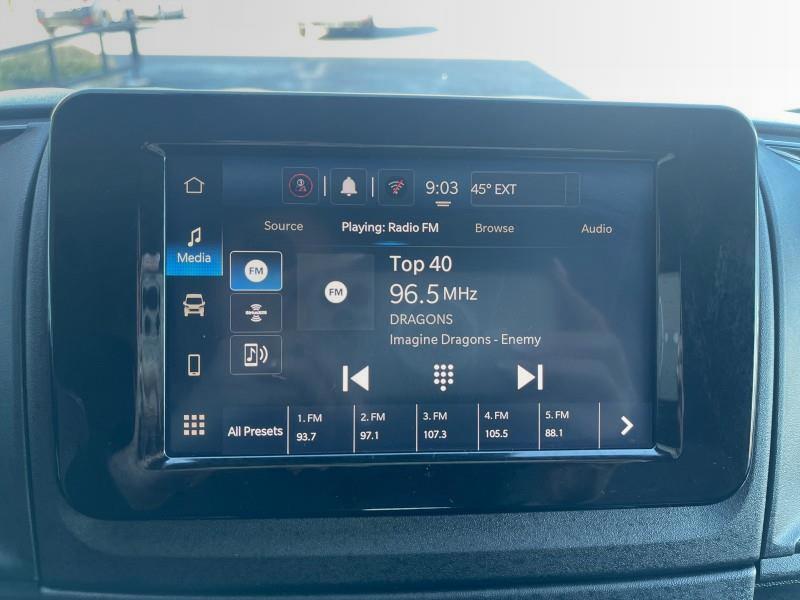 9:03
45° EXT
Source
Playing: Radio FM
Browse
Audio
Media
FM
FM
Top 40
96.5 MHz
DRAGONS
Imagine Dragons - Enemy
All Presets
1. FM
93.7
2. FM
97.1
3. FM
107.3
4. FM
105.5
5. FM
88.1